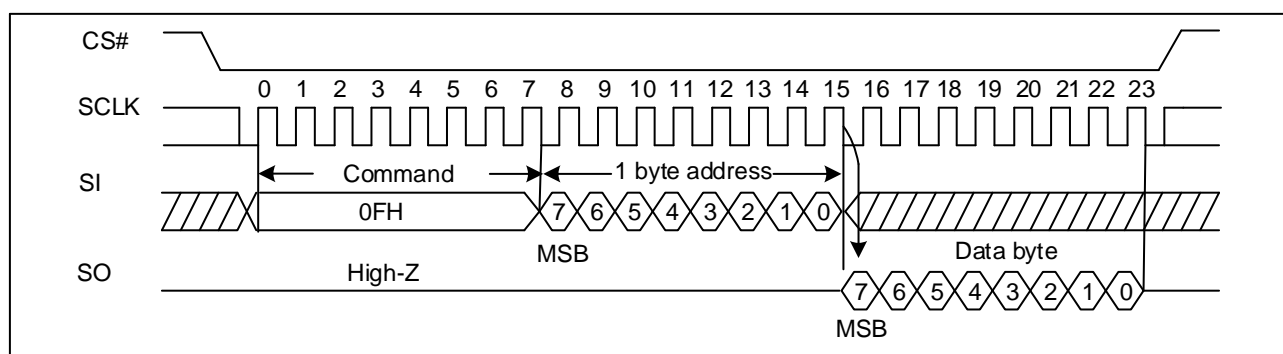 CS#
0 1 2 3 4 5 6 7 8 9 10 11 12 13 14 15 16 17 18 19 20 21 22 23
SCLK
Command 1 byte address
SI
0FH 7 6 5 4 3 2 1 0
MSB Data byte
SO High-Z
7 6 5 4 3 2 1 0
MSB